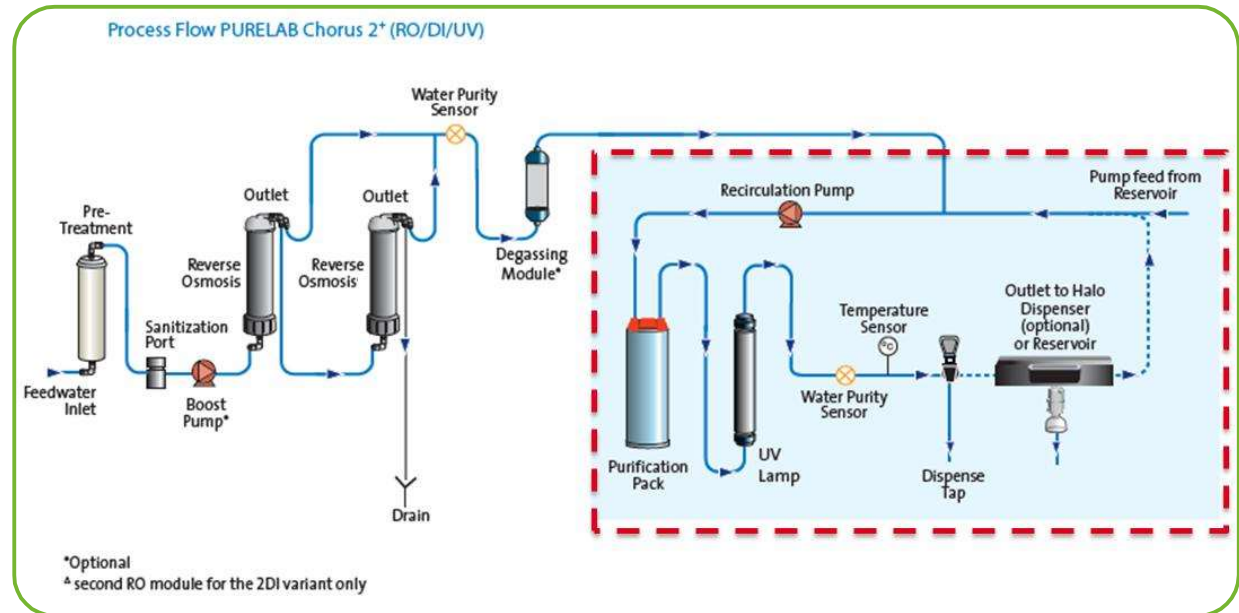 Process Flow PURELAB Chorus 2⁺ (RO/DI/UV)
Water Purity
Sensor
Pre-
Treatment
Outlet
Outlet
Reverse
Osmosis
Reverse
Osmosis
Sanitization
Port
Feedwater
Inlet
Boost
Pump*
Drain
Degassing
Module*
Recirculation Pump
Pump feed from
Reservoir
Purification
Pack
UV
Lamp
Water Purity
Sensor
Temperature
Sensor
°C
Outlet to Halo
Dispenser
(optional)
or Reservoir
Dispense
Tap
*Optional
Δ second RO module for the 2DI variant only